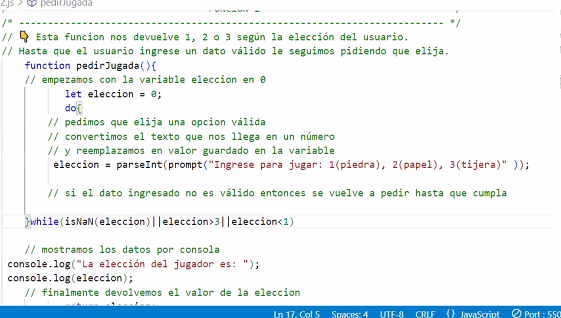 2.js > pedirJugada
/* ------------------------------------------------------------------- */
// 👇 Esta funcion nos devuelve 1, 2 o 3 según la elección del usuario.
// Hasta que el usuario ingrese un dato válido le seguimos pidiendo que elija.
function pedirJugada(){
// empezamos con la variable eleccion en 0
let eleccion = 0;
do{
// pedimos que elija una opcion válida
// convertimos el texto que nos llega en un número
// y reemplazamos en valor guardado en la variable
eleccion = parseInt(prompt("Ingrese para jugar: 1(piedra), 2(papel), 3(tijera)" ));
// si el dato ingresado no es válido entonces se vuelve a pedir hasta que cumpla
}while(isNaN(eleccion)||eleccion>3||eleccion<1)
// mostramos los datos por consola
console.log("La elección del jugador es: ");
console.log(eleccion);
// finalmente devolvemos el valor de la eleccion
Ln 17, Col 5 Spaces: 4 UTF-8 CRLF {} JavaScript Port : 550